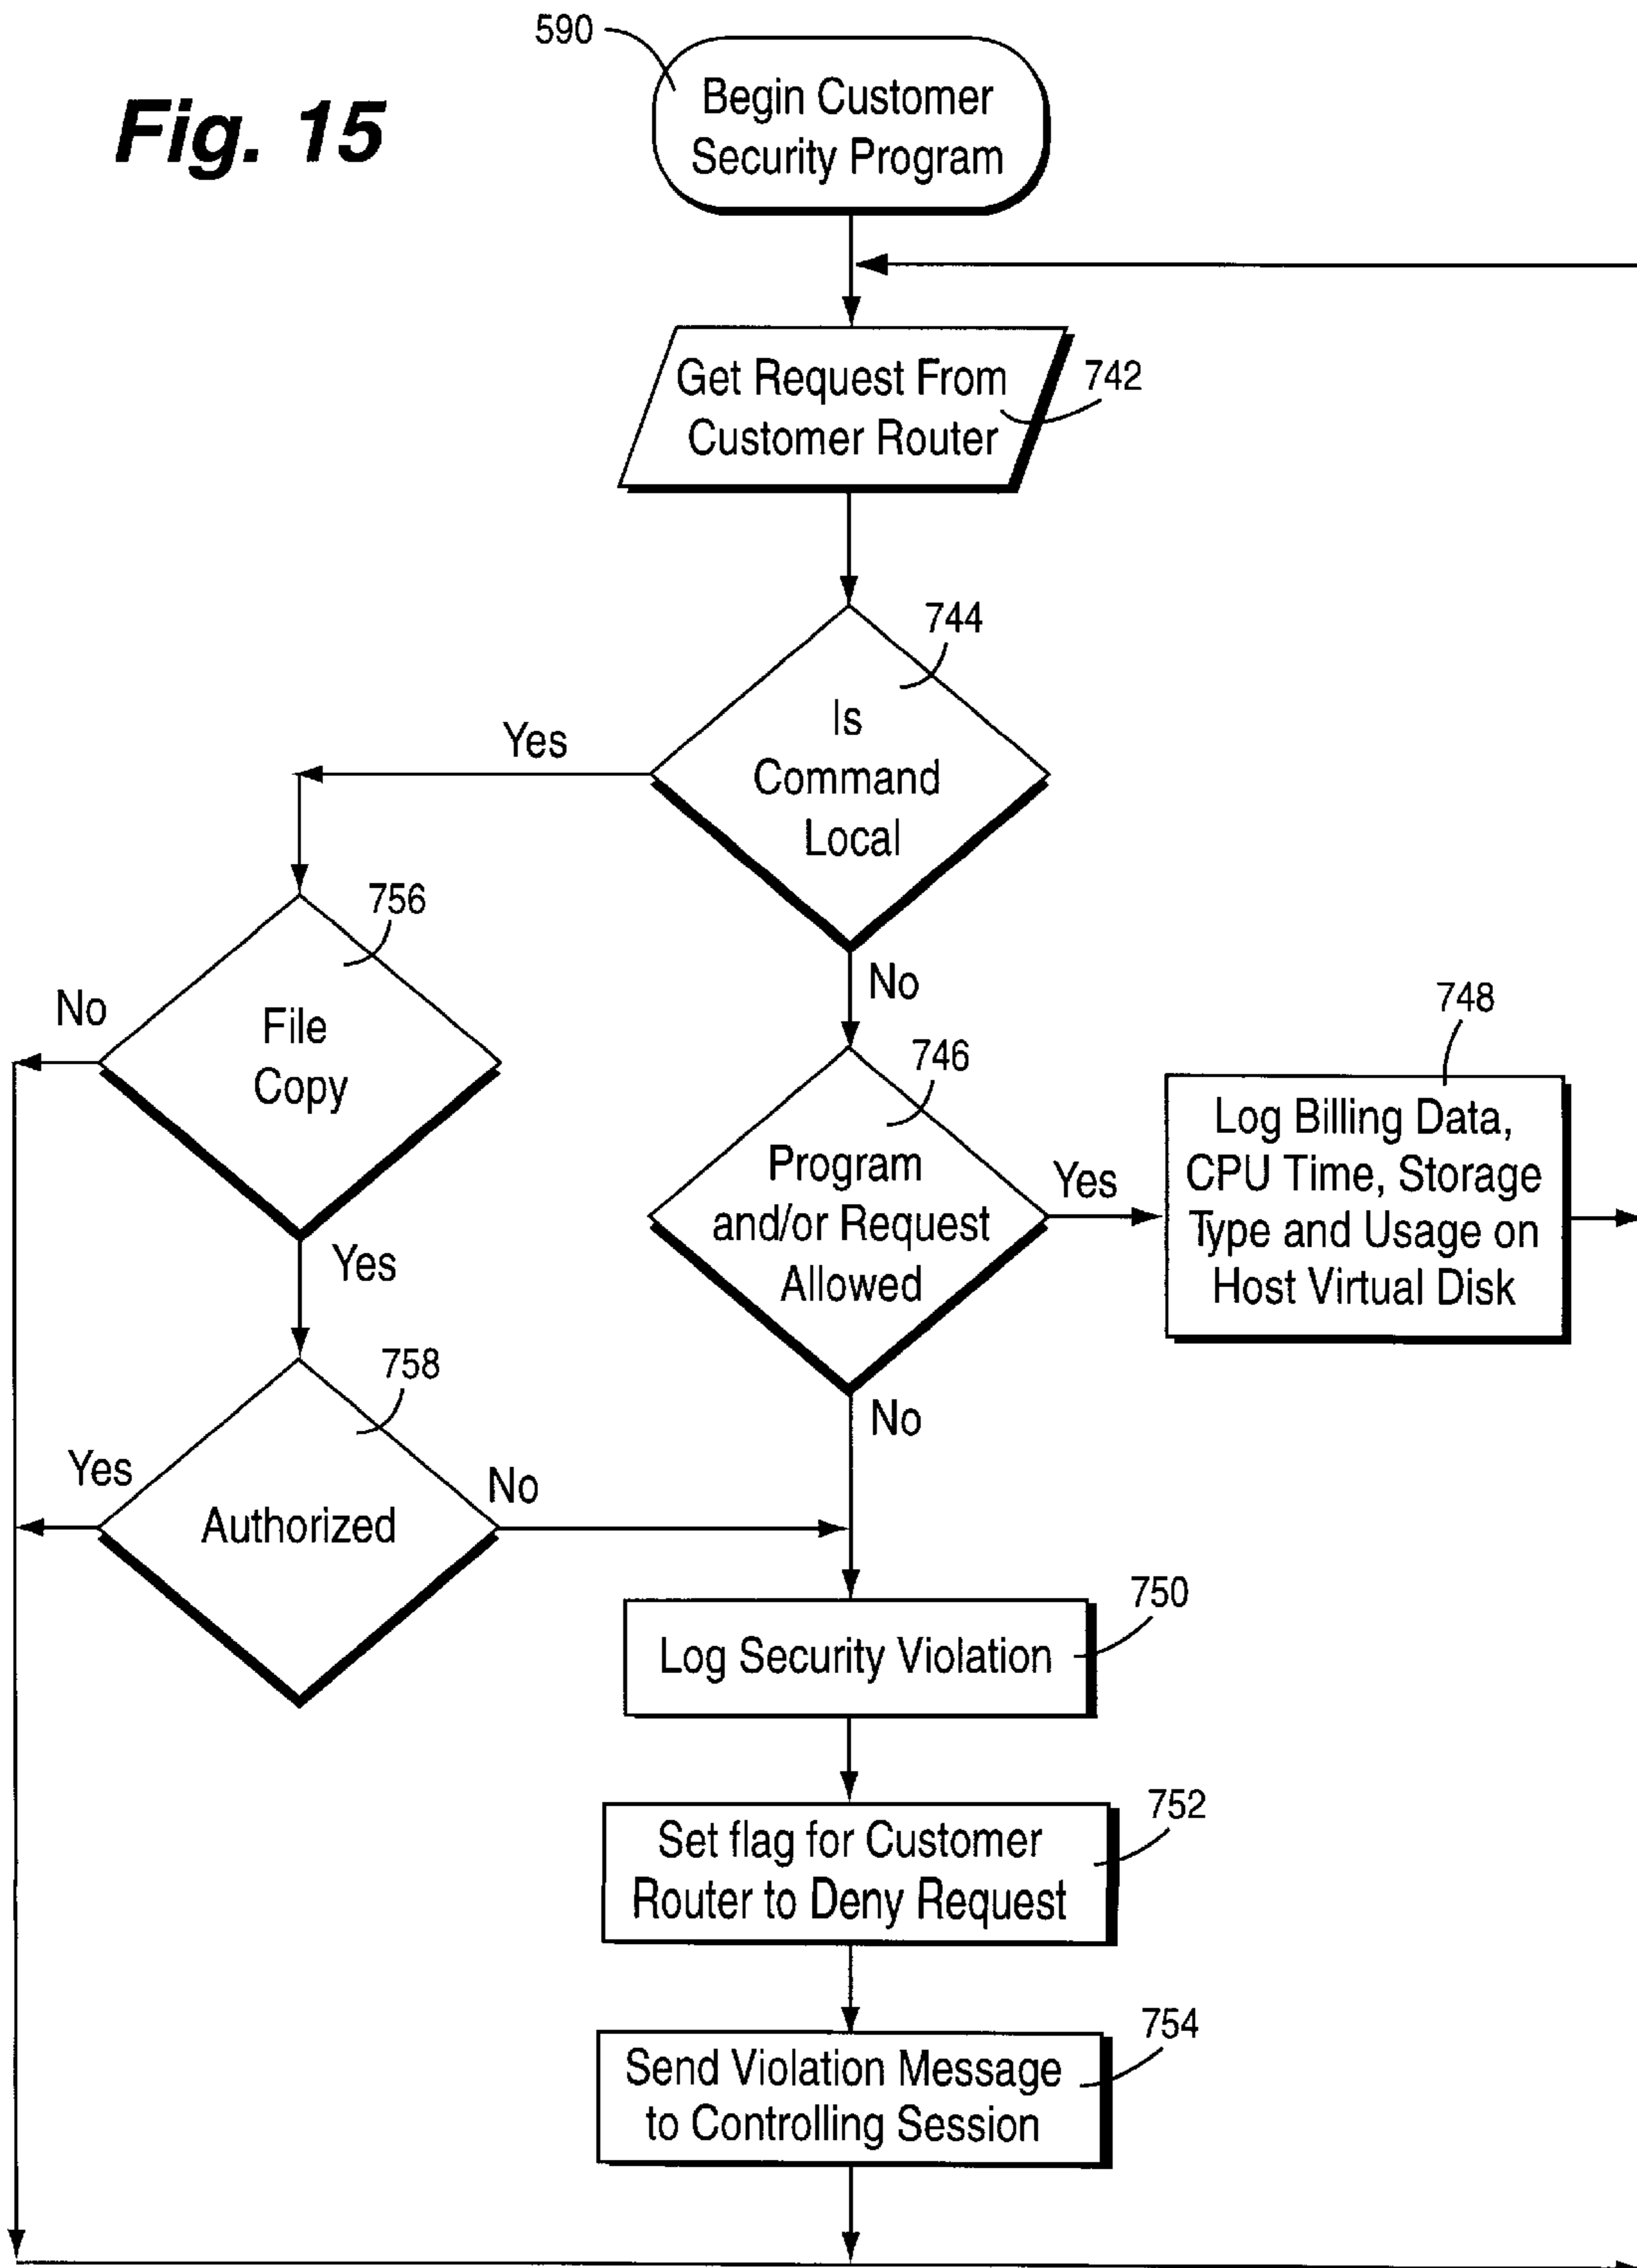 590
Begin Customer
Security Program
Fig. 15
Get Request From
Customer Router
742
744
Is
Command
Local
Yes
No
756
File
Copy
No
Yes
746
Program
and/or Request
Allowed
Yes
No
748
Log Billing Data,
CPU Time, Storage
Type and Usage on
Host Virtual Disk
758
Authorized
Yes
No
750
Log Security Violation
752
Set flag for Customer
Router to Deny Request
754
Send Violation Message
to Controlling Session